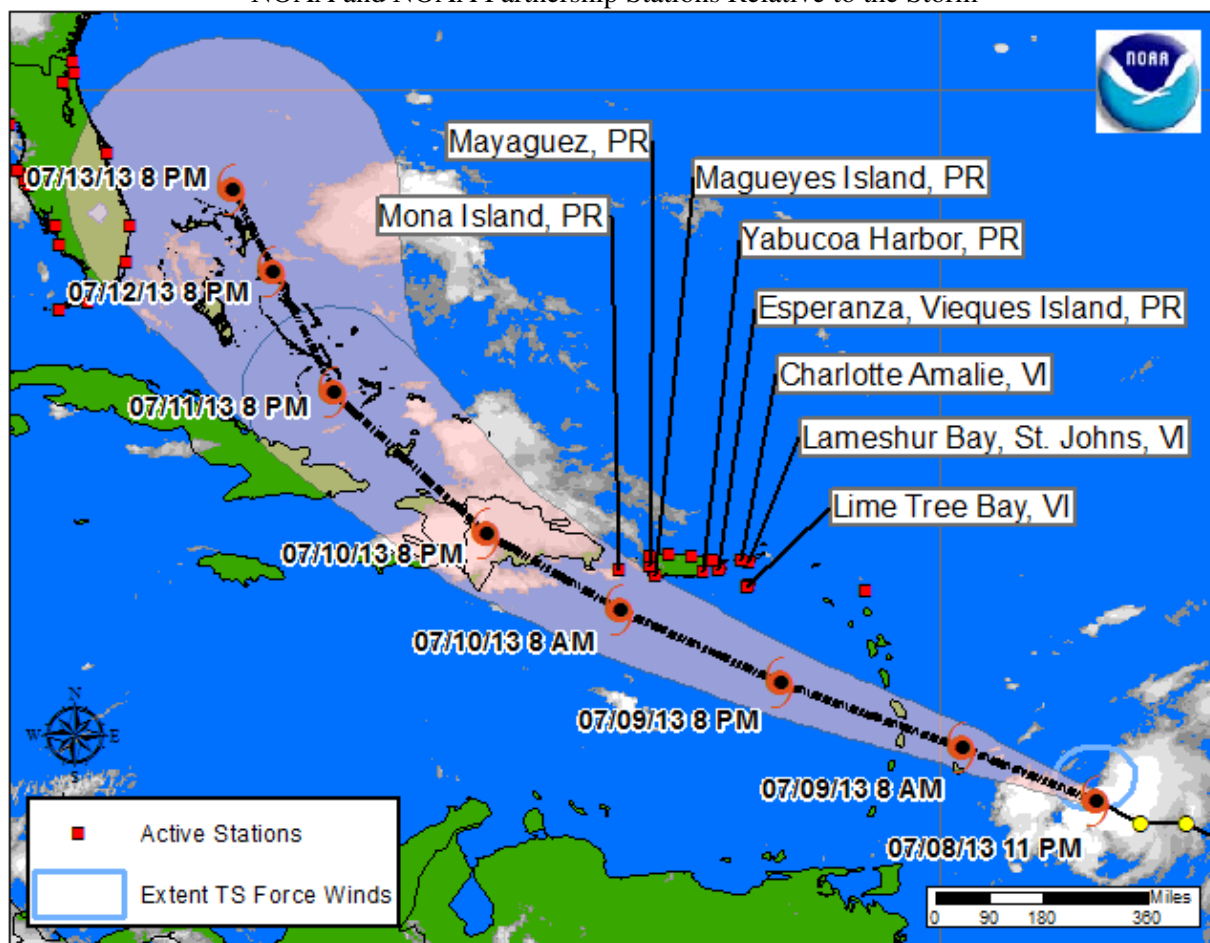 NOAA and NOAA Partnership Stations Relative to the Storm
NOAA
Mayaguez, PR
Magueyes Island, PR
07/13/13 8 PM
Mona Island, PR
Yabucoa Harbor, PR
07/12/13 8 PM
Esperanza, Vieques Island, PR
Charlotte Amalie, VI
07/11/13 8 PM
Lameshur Bay, St. Johns, VI
Lime Tree Bay, VI
07/10/13 8 PM
07/10/13 8 AM
07/09/13 8 PM
N
W E
S
07/09/13 8 AM
07/08/13 11 PM
Active Stations
Extent TS Force Winds
Miles
0 90 180 360